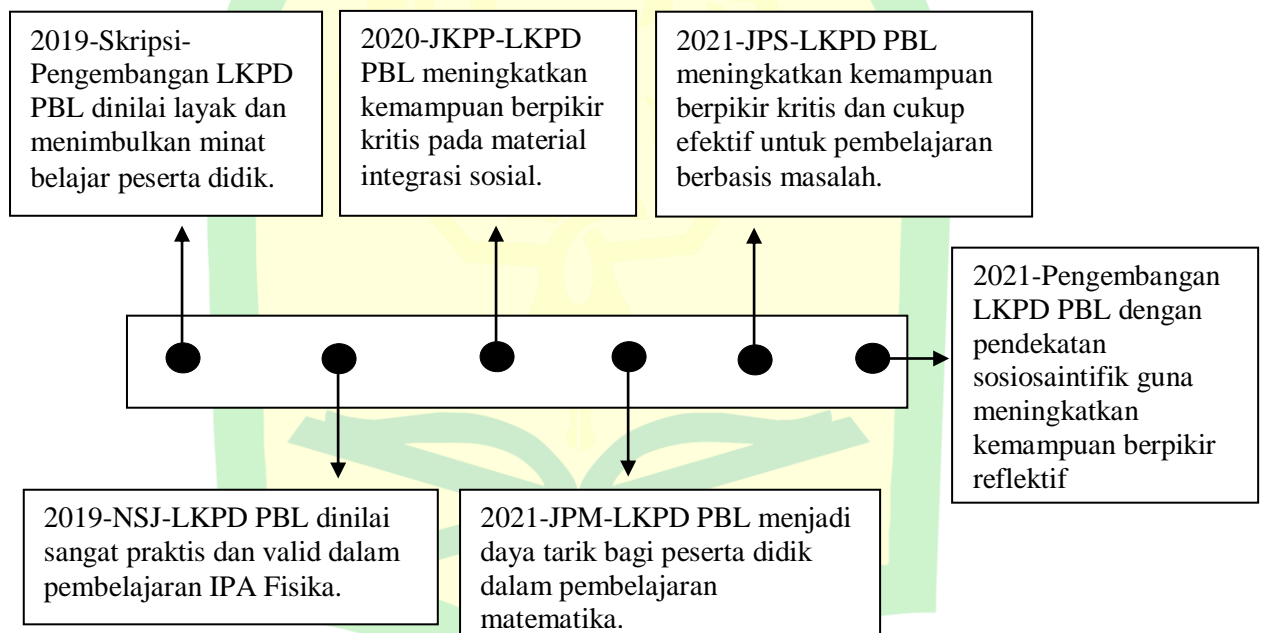 2019-Skripsi-
Pengembangan LKPD
PBL dinilai layak dan
menimbulkan minat
belajar peserta didik.
2020-JKPP-LKPD
PBL meningkatkan
kemampuan berpikir
kritis pada material
integrasi sosial.
2021-JPS-LKPD PBL
meningkatkan kemampuan
berpikir kritis dan cukup
efektif untuk pembelajaran
berbasis masalah.
2021-Pengembangan
LKPD PBL dengan
pendekatan
sosiosaintifik guna
meningkatkan
kemampuan berpikir
reflektif
2019-NSJ-LKPD PBL dinilai
sangat praktis dan valid dalam
pembelajaran IPA Fisika.
2021-JPM-LKPD PBL menjadi
daya tarik bagi peserta didik
dalam pembelajaran
matematika.